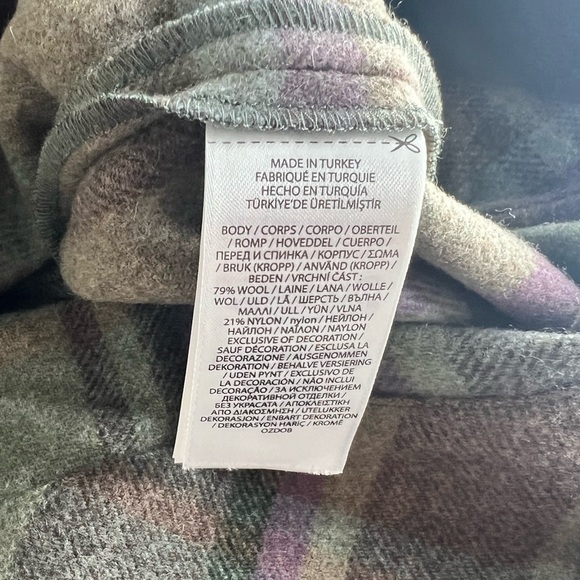 MADE IN TURKEY
FABRIQUÉ EN TURQUIE
HECHO EN TURQUÍA
TÜRKİYE'DE ÜRETİLMİŞTİR
BODY / CORPS / CORPO / OBERTEIL
/ ROMP / HOVEDDEL / CUERPO /
ПЕРЕД И СПИНКА / КОРПУС / ΣΩΜΑ
/ BRUK (KROPP) / ANVÄND (KROPP) /
BEDEN / VRCHNÍ ČÁST :
79% WOOL / LAINE / LANA / WOLLE /
WOL / ULD / LÃ / ШЕРСТЬ / ВЪЛНА /
ΜΑΛΛΙ / ULL / YÜN / VLNA
21% NYLON / nylon / НЕЙЛОН /
НАЙЛОН / ΝΑΪΛΟΝ / NAYLON
EXCLUSIVE OF DECORATION /
SAUF DÉCORATION / ESCLUSA LA
DECORAZIONE / AUSGENOMMEN
DEKORATION / BEHALVE VERSIERING
/ UDEN PYNT / EXCLUSIVO DE
LA DECORACIÓN / NÃO INCLUI
DECORAÇÃO / ЗА ИСКЛЮЧЕНИЕМ
ДЕКОРАТИВНОЙ ОТДЕЛКИ /
БЕЗ УКРАСАТА / ΑΠΟΚΛΕΙΣΤΙΚΗ
ΑΠΟ ΔΙΑΚΟΣΜΗΣΗ / UTELUKKER
DEKORASJON / ENBART DEKORATION
/ DEKORASYON HARİÇ / KROMĚ
OZDOB